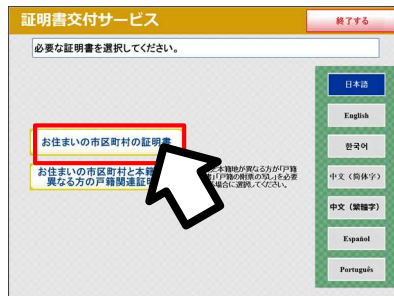 証明書交付サービス
終了する
必要な証明書を選択してください。
お住まいの市区町村の証明書
お住まいの市区町村と本籍
異なる方の戸籍関連証
と本籍地が異なる方が「戸籍
」「戸籍の附票の写し」を必要
場合に選択してください。
日本語
English
한국어
中文(简体字)
中文(繁體字)
Español
Português